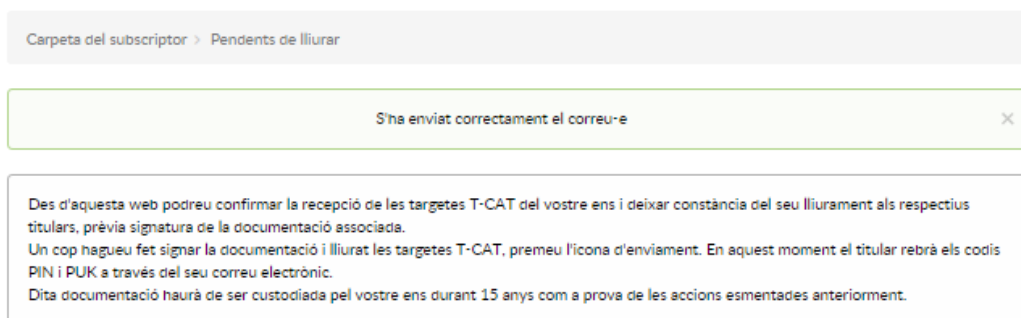 Carpeta del subscriptor > Pendents de lliurar
S'ha enviat correctament el correu-e ×
Des d'aquesta web podreu confirmar la recepció de les targetes T-CAT del vostre ens i deixar constància del seu lliurament als respectius
titulars, prèvia signatura de la documentació associada.
Un cop hagueu fet signar la documentació i lliurat les targetes T-CAT, premeu l'icona d'enviament. En aquest moment el titular rebrà els codis
PIN i PUK a través del seu correu electrònic.
Dita documentació haurà de ser custodiada pel vostre ens durant 15 anys com a prova de les accions esmentades anteriorment.